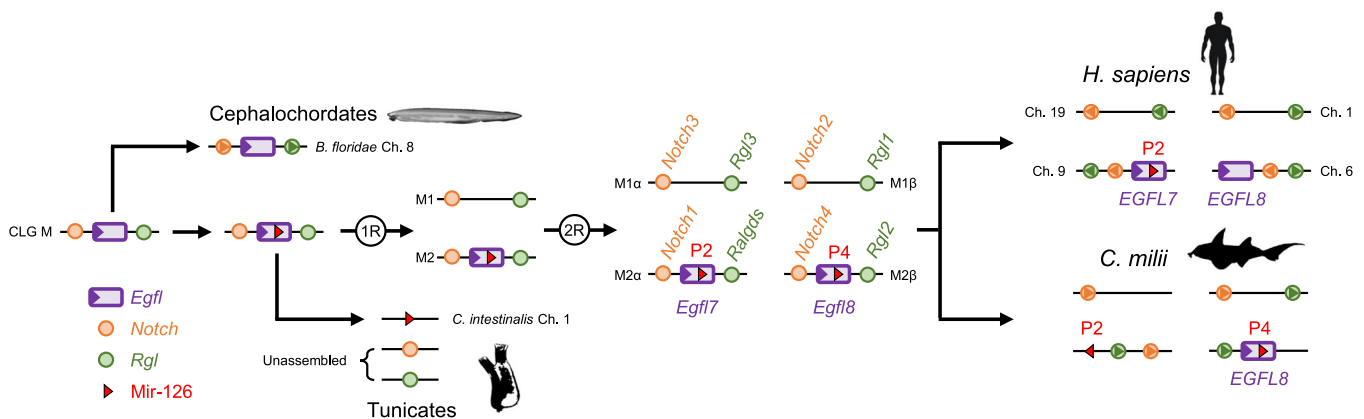 Cephalochordates
B. floridae Ch. 8
CLG M
1R
M1
M2
2R
Egfl
Notch
Rgl
Mir-126
C. intestinalis Ch. 1
Unassembled
Tunicates
Notch3
Rgl3
Notch2
Rgl1
M1α
M1β
Notch1
P2
Ralgds
Notch4
P4
Rgl2
M2α
M2β
Egfl7
Egfl8
H. sapiens
Ch. 19
Ch. 1
P2
Ch. 9
Ch. 6
EGFL7
EGFL8
C. milii
P2
P4
EGFL8